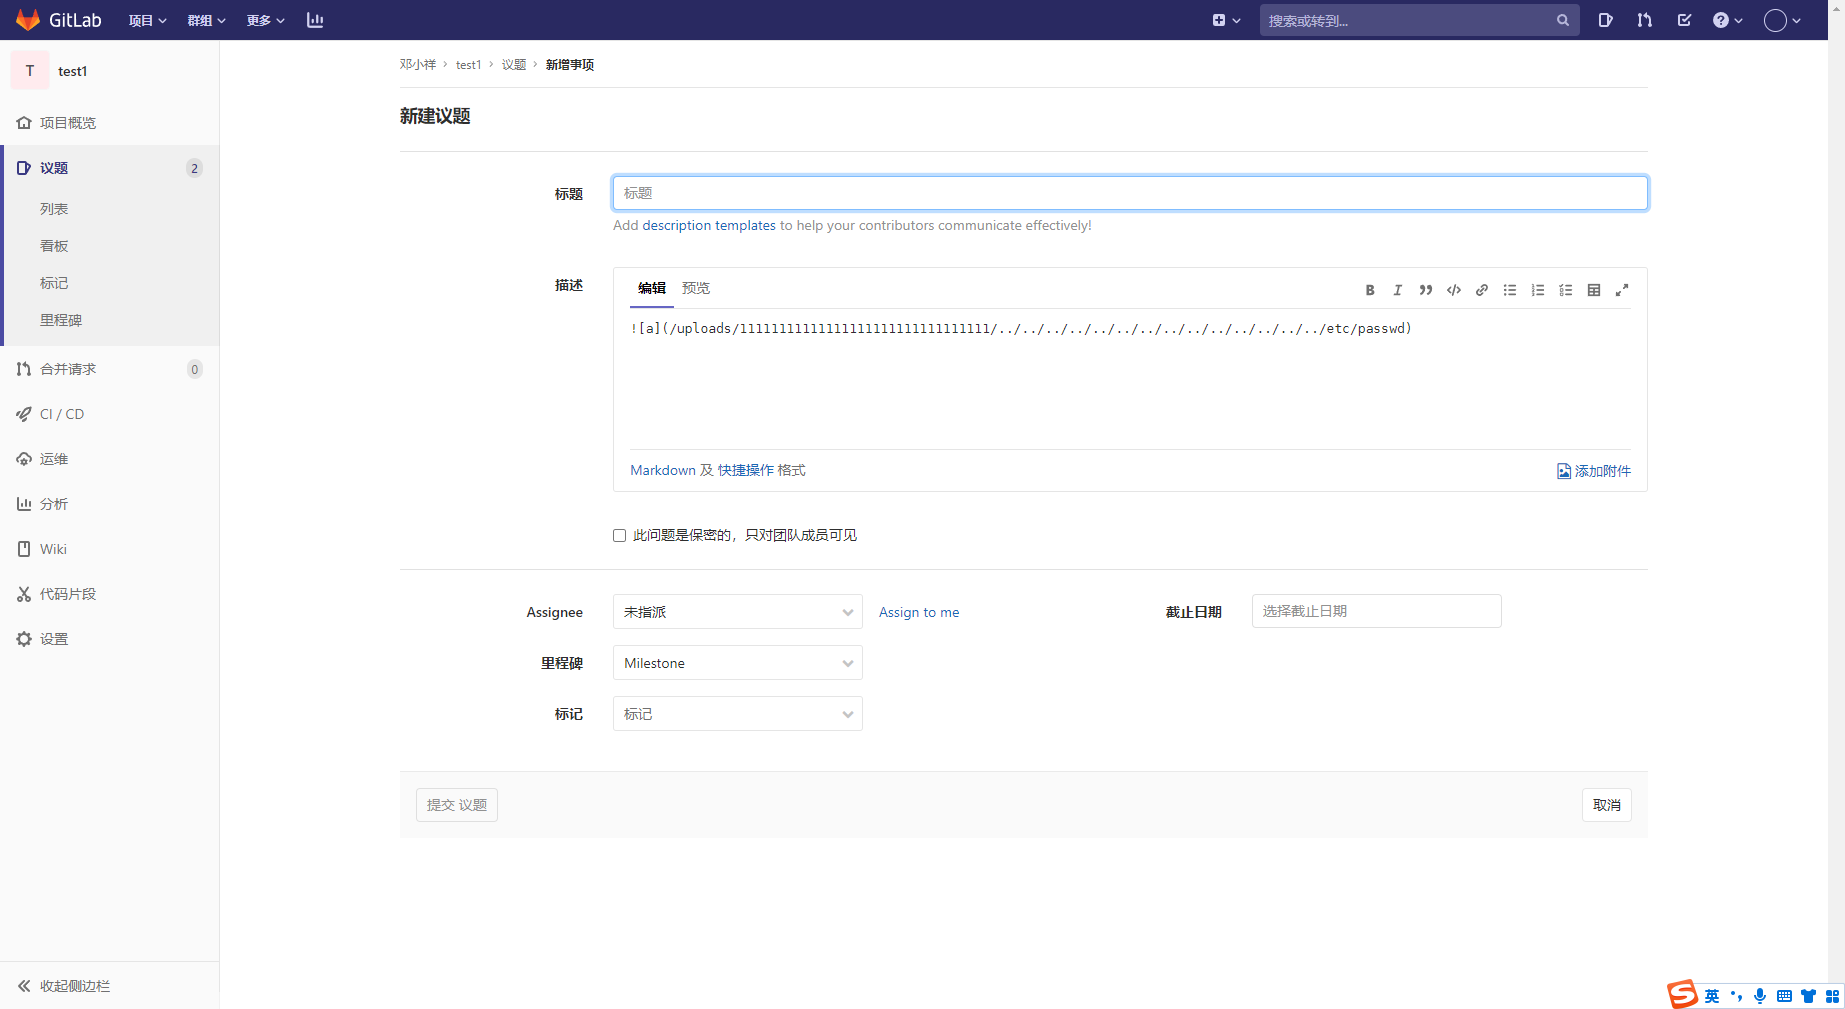 GitLab 项目 群组 更多 搜索或转到...
T test1
邓小祥 › test1 › 议题 › 新增事项
新建议题
项目概览
议题 2
列表
看板
标记
里程碑
合并请求 0
CI / CD
运维
分析
Wiki
代码片段
设置
收起侧边栏
标题 标题
Add description templates to help your contributors communicate effectively!
描述 编辑 预览
![a](/uploads/11111111111111111111111111111111/../../../../../../../../../../../../../../etc/passwd)
Markdown 及 快捷操作 格式 添加附件
此问题是保密的，只对团队成员可见
Assignee 未指派 Assign to me 截止日期 选择截止日期
里程碑 Milestone
标记 标记
提交 议题 取消
S 英